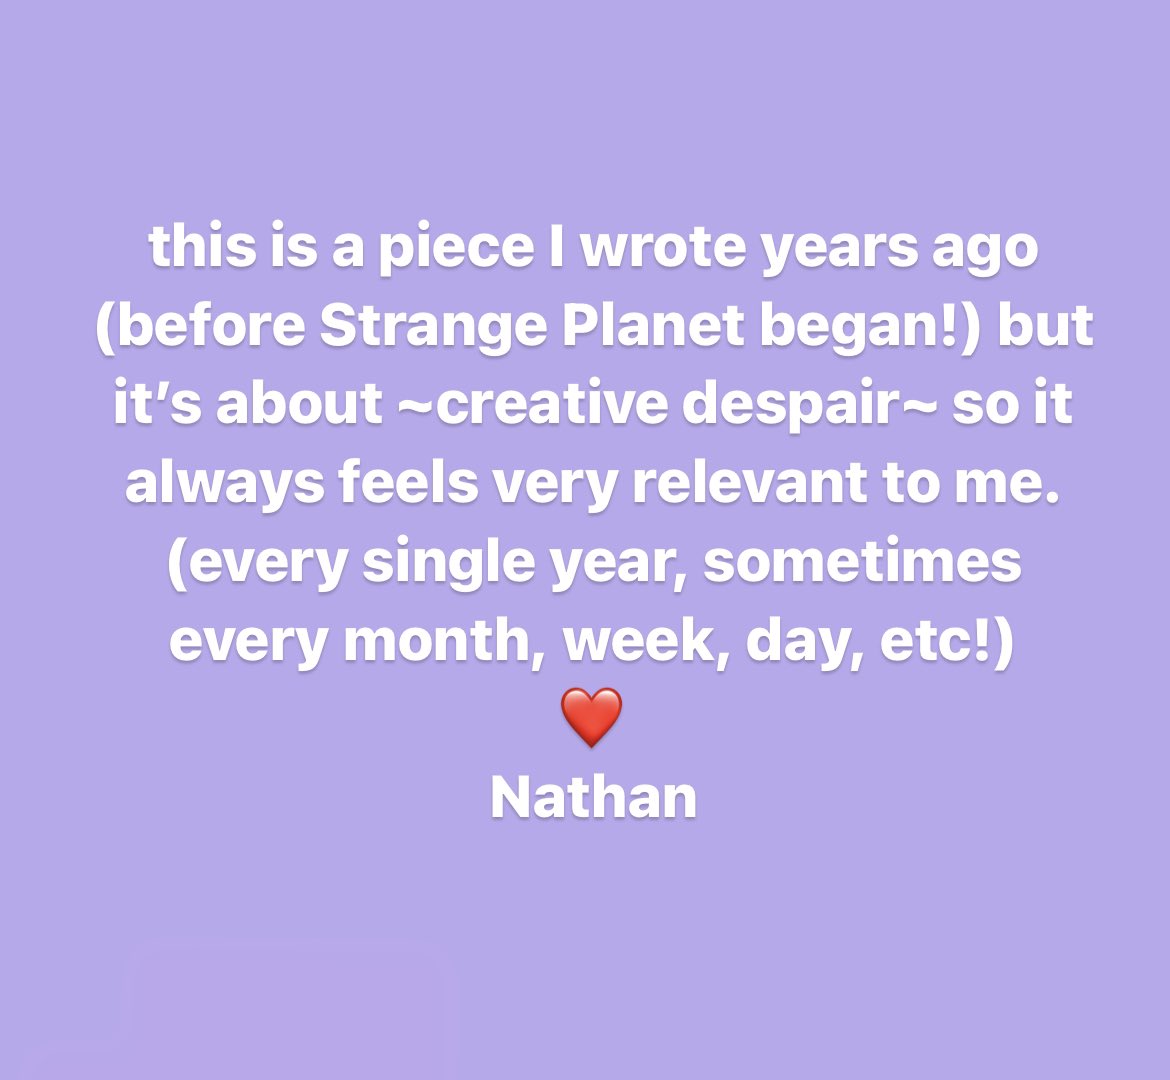 this is a piece I wrote years ago
(before Strange Planet began!) but
it’s about ~creative despair~ so it
always feels very relevant to me.
(every single year, sometimes
every month, week, day, etc!)
❤️
Nathan